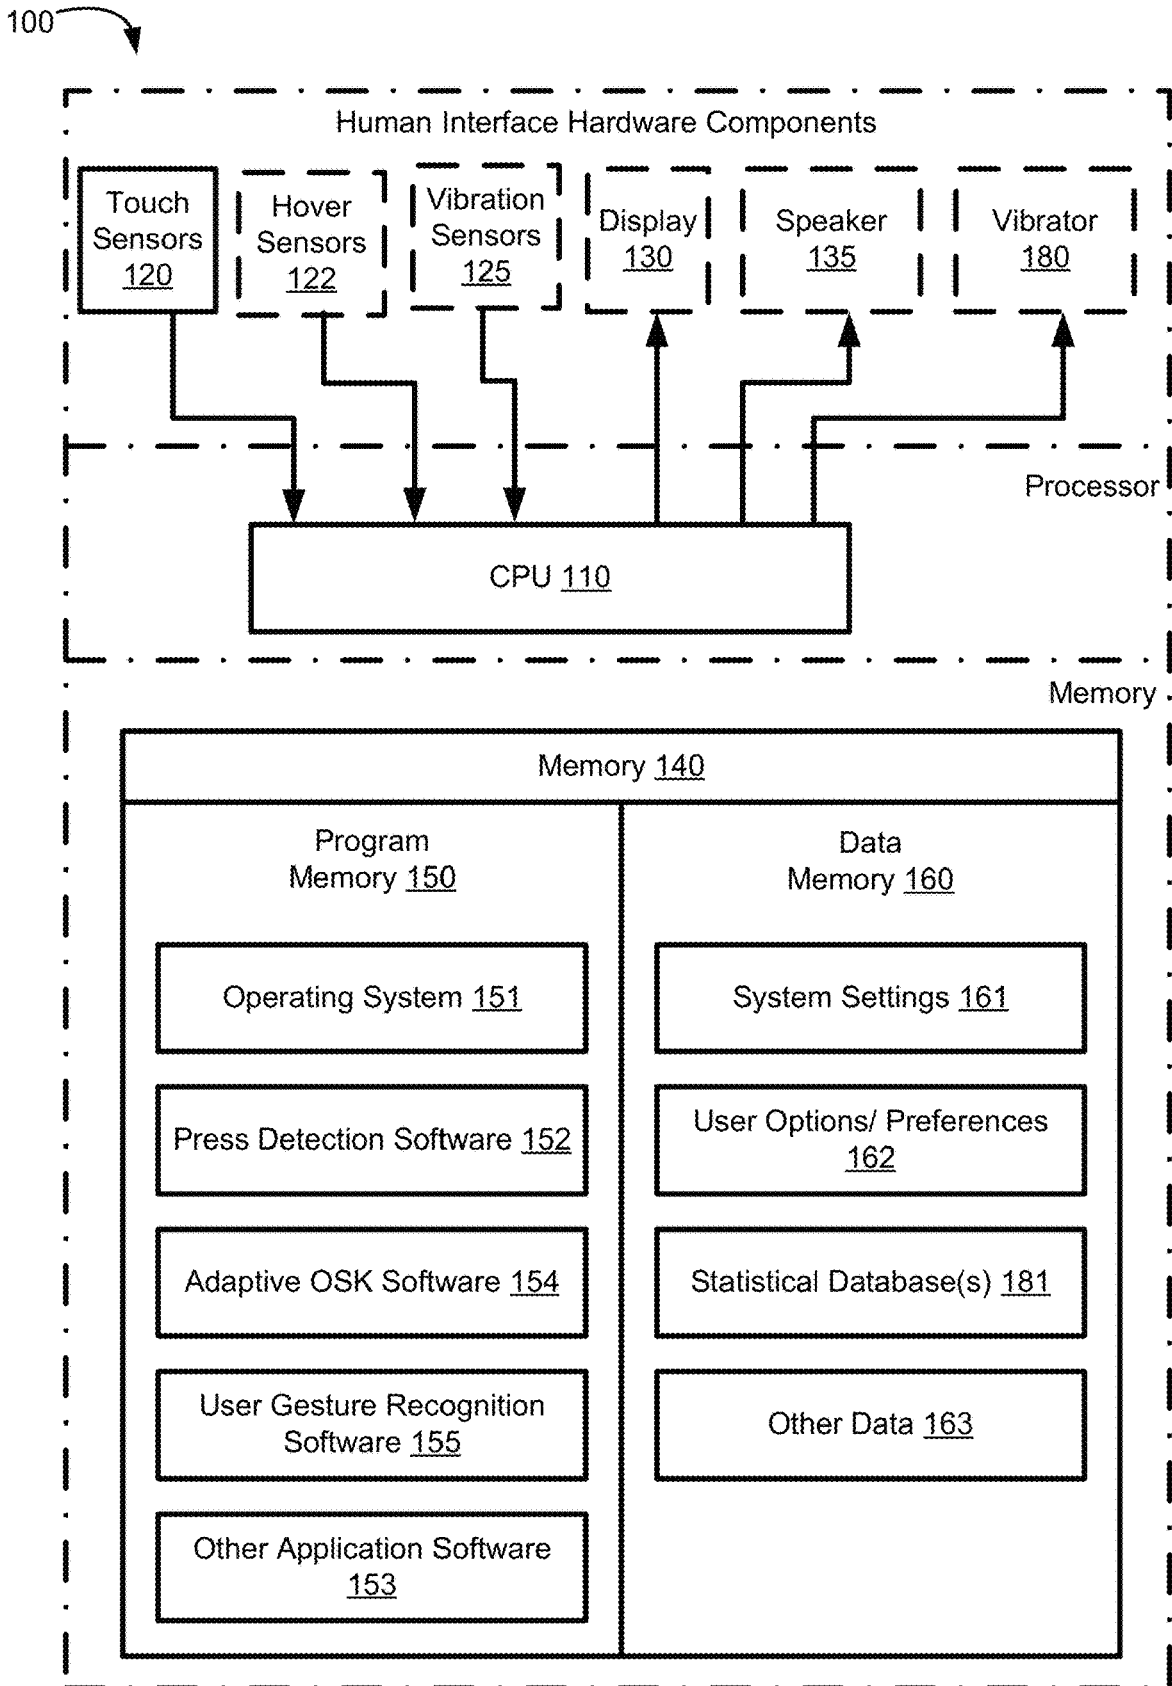 100
Human Interface Hardware Components
Touch
Sensors
120
Hover
Sensors
122
Vibration
Sensors
125
Display
130
Speaker
135
Vibrator
180
Processor
CPU 110
Memory
Memory 140
Program
Memory 150
Data
Memory 160
Operating System 151
System Settings 161
Press Detection Software 152
User Options/ Preferences
162
Adaptive OSK Software 154
Statistical Database(s) 181
User Gesture Recognition
Software 155
Other Data 163
Other Application Software
153